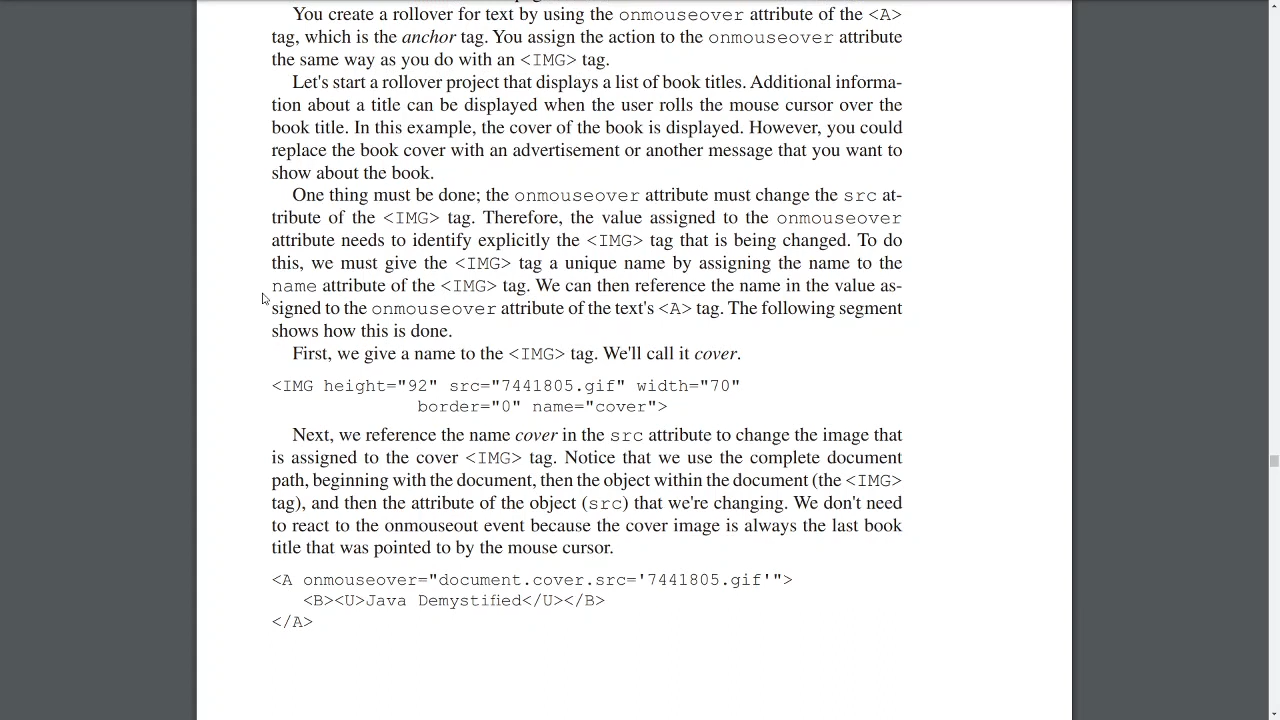 You create a rollover for text by using the onmouseover attribute of the <A>
tag, which is the anchor tag. You assign the action to the onmouseover attribute
the same way as you do with an <IMG> tag.
Let's start a rollover project that displays a list of book titles. Additional informa-
tion about a title can be displayed when the user rolls the mouse cursor over the
book title. In this example, the cover of the book is displayed. However, you could
replace the book cover with an advertisement or another message that you want to
show about the book.
One thing must be done; the onmouseover attribute must change the src at-
tribute of the <IMG> tag. Therefore, the value assigned to the onmouseover
attribute needs to identify explicitly the <IMG> tag that is being changed. To do
this, we must give the <IMG> tag a unique name by assigning the name to the
name attribute of the <IMG> tag. We can then reference the name in the value as-
signed to the onmouseover attribute of the text's <A> tag. The following segment
shows how this is done.
First, we give a name to the <IMG> tag. We'll call it cover.
<IMG height="92" src="7441805.gif" width="70"
border="0" name="cover">
Next, we reference the name cover in the src attribute to change the image that
is assigned to the cover <IMG> tag. Notice that we use the complete document
path, beginning with the document, then the object within the document (the <IMG>
tag), and then the attribute of the object (src) that we're changing. We don't need
to react to the onmouseout event because the cover image is always the last book
title that was pointed to by the mouse cursor.
<A onmouseover="document.cover.src='7441805.gif'">
<B><U>Java Demystified</U></B>
</A>